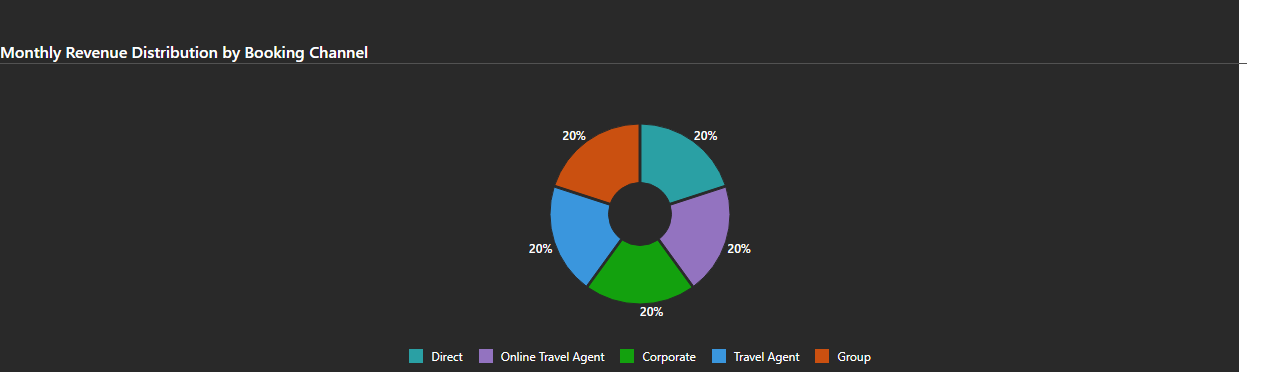 Monthly Revenue Distribution by Booking Channel
20% 20%
20% 20%
20%
Direct Online Travel Agent Corporate Travel Agent Group